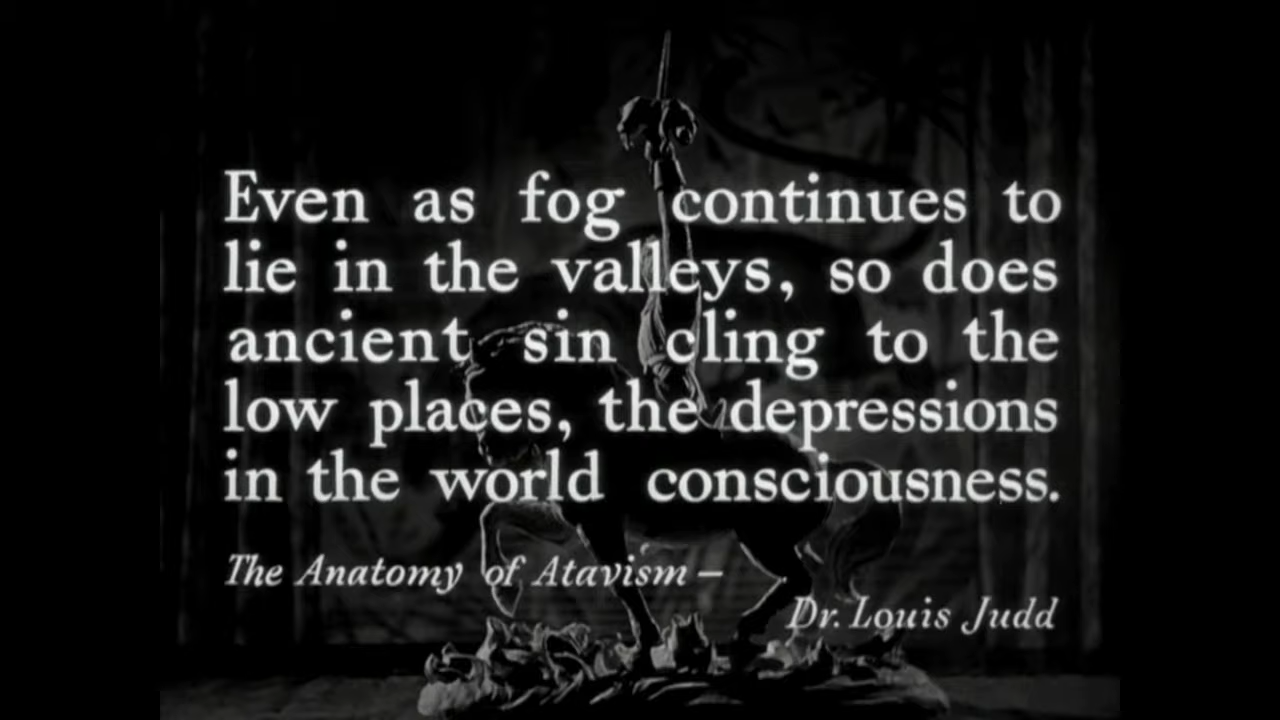 Even as fog continues to
lie in the valleys, so does
ancient sin cling to the
low places, the depressions
in the world consciousness.
The Anatomy of Atavism –
Dr. Louis Judd